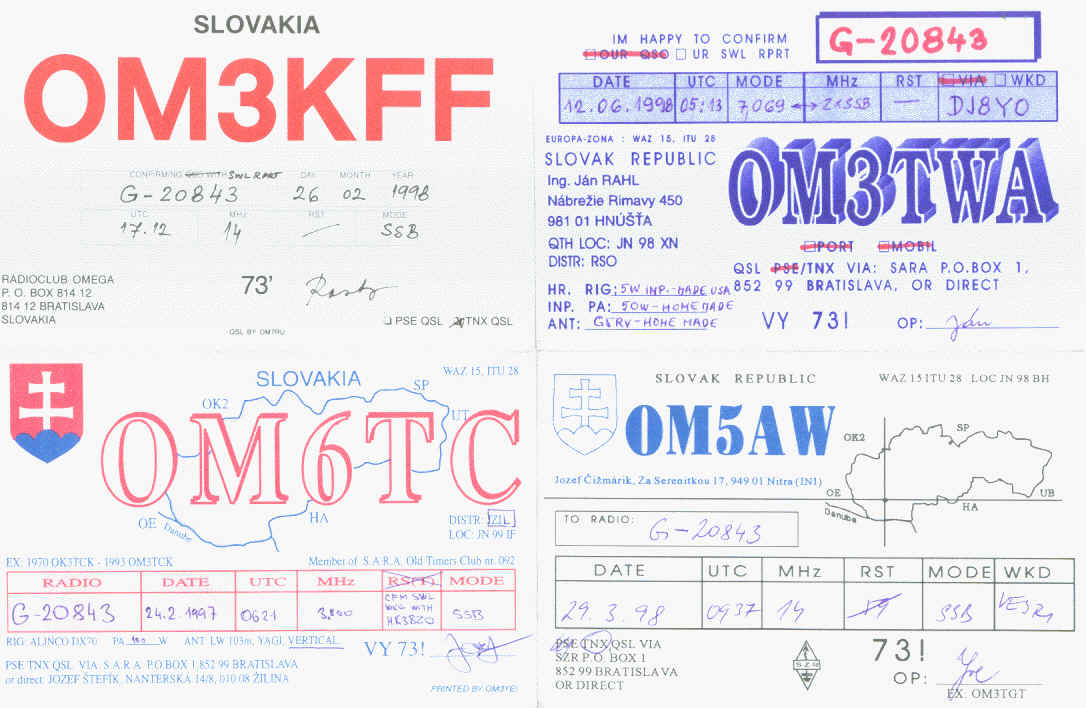 SLOVAKIA
OM3KFF
CONFIRMING QSO WITH SWL RPRT DAY MONTH YEAR
G-20843 26 02 1998
UTC MHz RST MODE
17.12 14 — SSB
RADIOCLUB OMEGA
P. O. BOX 814 12
814 12 BRATISLAVA
SLOVAKIA
73'
PSE QSL TNX QSL
QSL BY OM7RU
IM HAPPY TO CONFIRM
OUR QSO UR SWL RPRT
G-20843
DATE UTC MODE MHz RST VIA WKD
12.06.1998 05:13 7,069 ↔ 2xSSB — DJ8YO
EUROPA-ZONA : WAZ 15, ITU 28
SLOVAK REPUBLIC
Ing. Ján RAHL
Nábrežie Rimavy 450
981 01 HNÚŠŤA
QTH LOC: JN 98 XN
DISTR: RSO
OM3TWA
PORT MOBIL
QSL PSE/TNX VIA: SARA P.O.BOX 1,
852 99 BRATISLAVA, OR DIRECT
HR. RIG: 5W INP.-MADE USA
INP. PA: 50W-HOMEMADE
ANT: G5RV-HOME MADE
VY 73! OP: Ján
SLOVAKIA
WAZ 15, ITU 28
OK2 SP UT
OM6TC
OE Danube HA
DISTR: ZIL
LOC: JN 99 IF
EX: 1970 OK3TCK - 1993 OM3TCK Member of S.A.R.A. Old Timers Club nr. 092
RADIO DATE UTC MHz RS(T) MODE
G-20843 24.2.1997 0621 SSB
CFM SWL
WKG WITH
RIG: ALINCO DX70 PA W ANT LW 103m, YAGI, VERTICAL
VY 73!
PSE TNX QSL VIA S.A.R.A P.O.BOX 1,852 99 BRATISLAVA
or direct: JOZEF ŠTEFÍK, NANTERSKÁ 14/8, 010 08 ŽILINA
PRINTED BY OM3YEI
SLOVAK REPUBLIC WAZ 15 ITU 28 LOC JN 98 BH
OM5AW
Jozef Čižmárik, Za Serenitkou 17, 949 01 Nitra (IN1)
OK2 SP OE UB HA Danube
TO RADIO: G-20843
DATE UTC MHz RST MODE WKD
29.3.98 0937 14 SSB
PSE TNX QSL VIA
SZR P.O. BOX 1
852 99 BRATISLAVA
OR DIRECT
SZR
73!
OP:
EX. OM3TGT